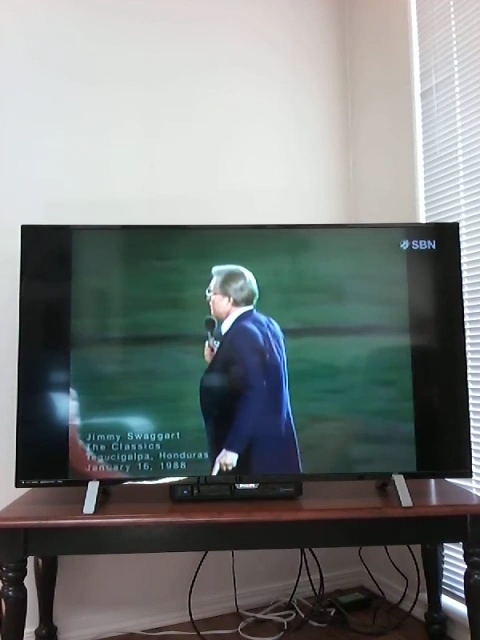 SBN
Jimmy Swaggart
The Classics
Tegucigalpa, Honduras
January 16, 1988